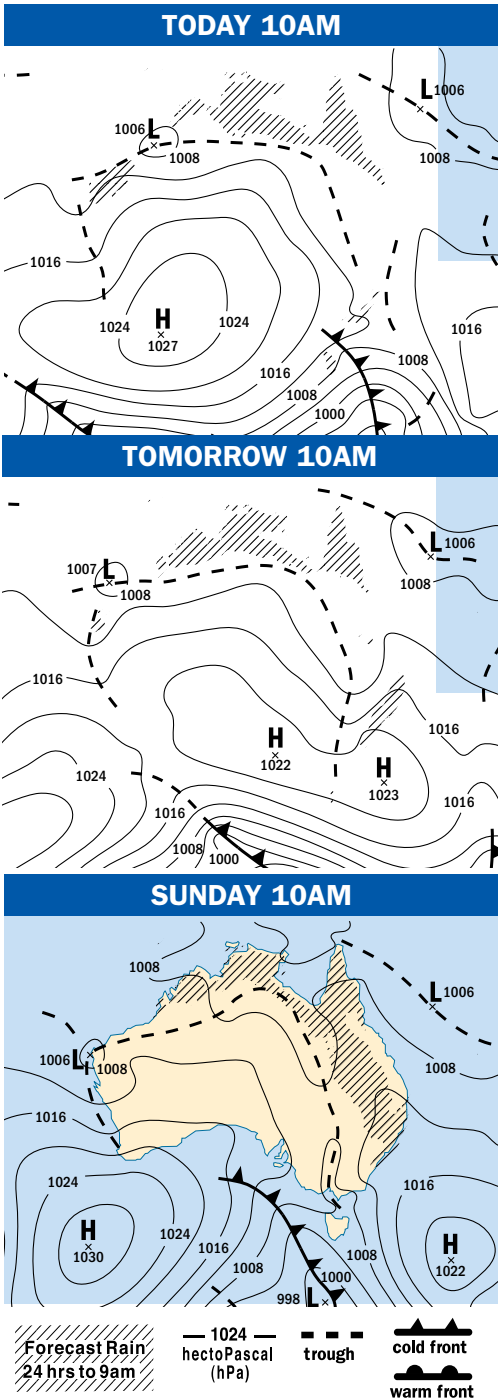 TODAY 10AM
L 1006
1006 L
1008
1008
1016
1024 H 1024
1027
1016
1016
1008
1008
1000
TOMORROW 10AM
L 1006
1007 L
1008
1008
1016
1016
H
1022
H
1023
1024
1016
1016
1008
1000
SUNDAY 10AM
1008
L 1006
1006 L 1008
1008
1016
1024
1016
H
1030
1024
1016
1008
1008
1000
H
1022
998 L
Forecast Rain
24 hrs to 9am
1024
hectoPascal
(hPa)
trough
cold front
warm front